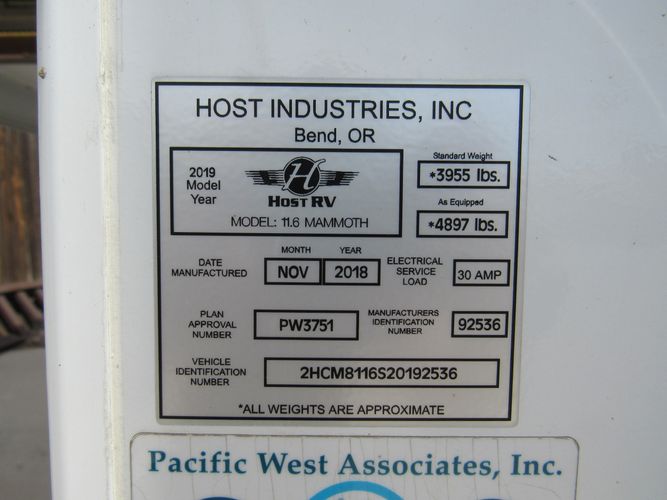 HOST INDUSTRIES, INC
Bend, OR
2019
Model
Year
H
HOST RV
MODEL: 11.6 MAMMOTH
Standard Weight
*3955 lbs.
As Equipped
*4897 lbs.
DATE
MANUFACTURED
MONTH
NOV
YEAR
2018
ELECTRICAL
SERVICE
LOAD
30 AMP
PLAN
APPROVAL
NUMBER
PW3751
MANUFACTURERS
IDENTIFICATION
NUMBER
92536
VEHICLE
IDENTIFICATION
NUMBER
2HCM8116S20192536
*ALL WEIGHTS ARE APPROXIMATE
Pacific West Associates, Inc.